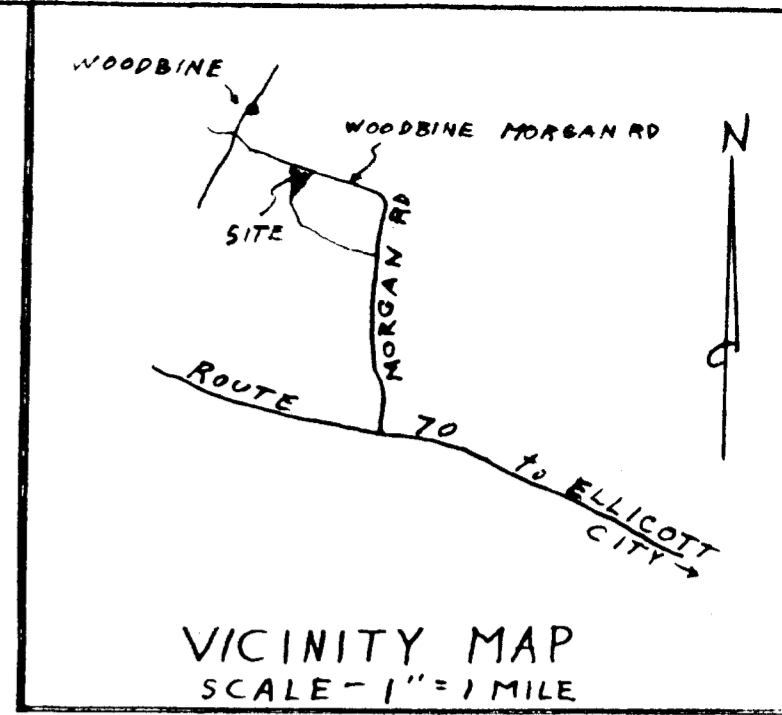 WOODBINE
WOODBINE MORGAN RD
N
SITE
MORGAN RD
ROUTE 70 to ELLICOTT
CITY
VICINITY MAP
SCALE - 1" = 1 MILE